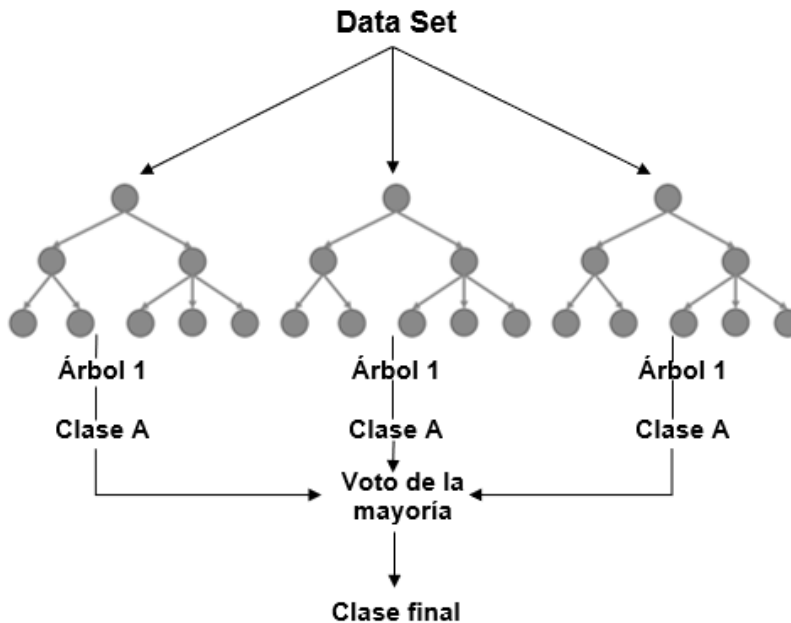 Data Set
Árbol 1
Árbol 1
Árbol 1
Clase A
Clase A
Clase A
Voto de la
mayoría
Clase final